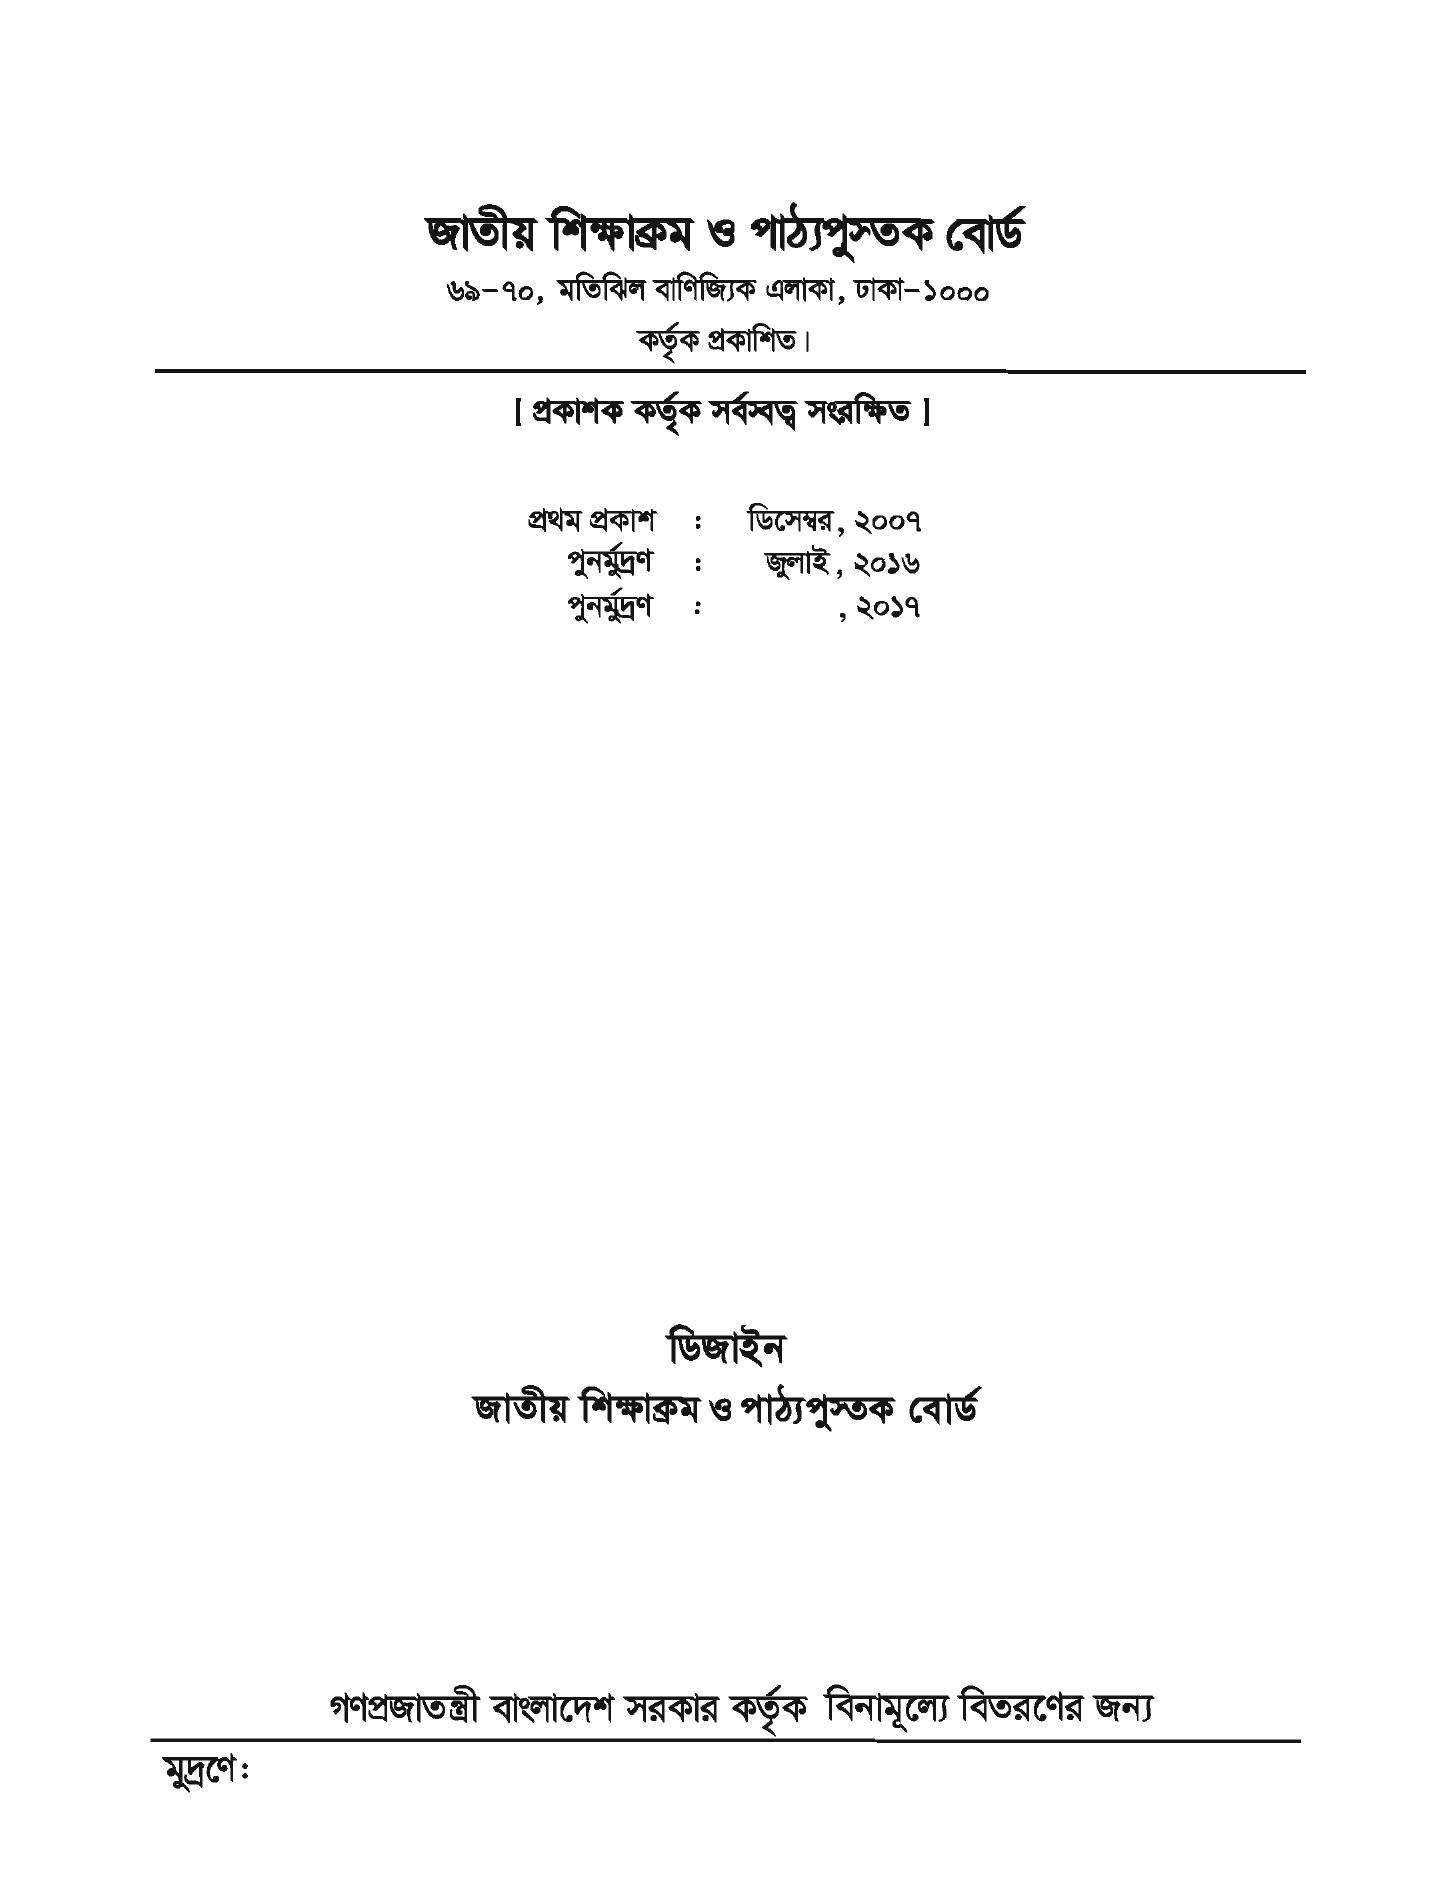 জাতীয় শিক্ষাক্রম ও পাঠ্যপুস্তক বোর্ড
৬৯–৭০, মতিঝিল বাণিজ্যিক এলাকা, ঢাকা–১০০০
কর্তৃক প্রকাশিত।
[ প্রকাশক কর্তৃক সর্বস্বত্ব সংরক্ষিত ]
প্রথম প্রকাশ : ডিসেম্বর, ২০০৭
পুনর্মুদ্রণ : জুলাই, ২০১৬
পুনর্মুদ্রণ : , ২০১৭
ডিজাইন
জাতীয় শিক্ষাক্রম ও পাঠ্যপুস্তক বোর্ড
গণপ্রজাতন্ত্রী বাংলাদেশ সরকার কর্তৃক বিনামূল্যে বিতরণের জন্য
মুদ্রণে: